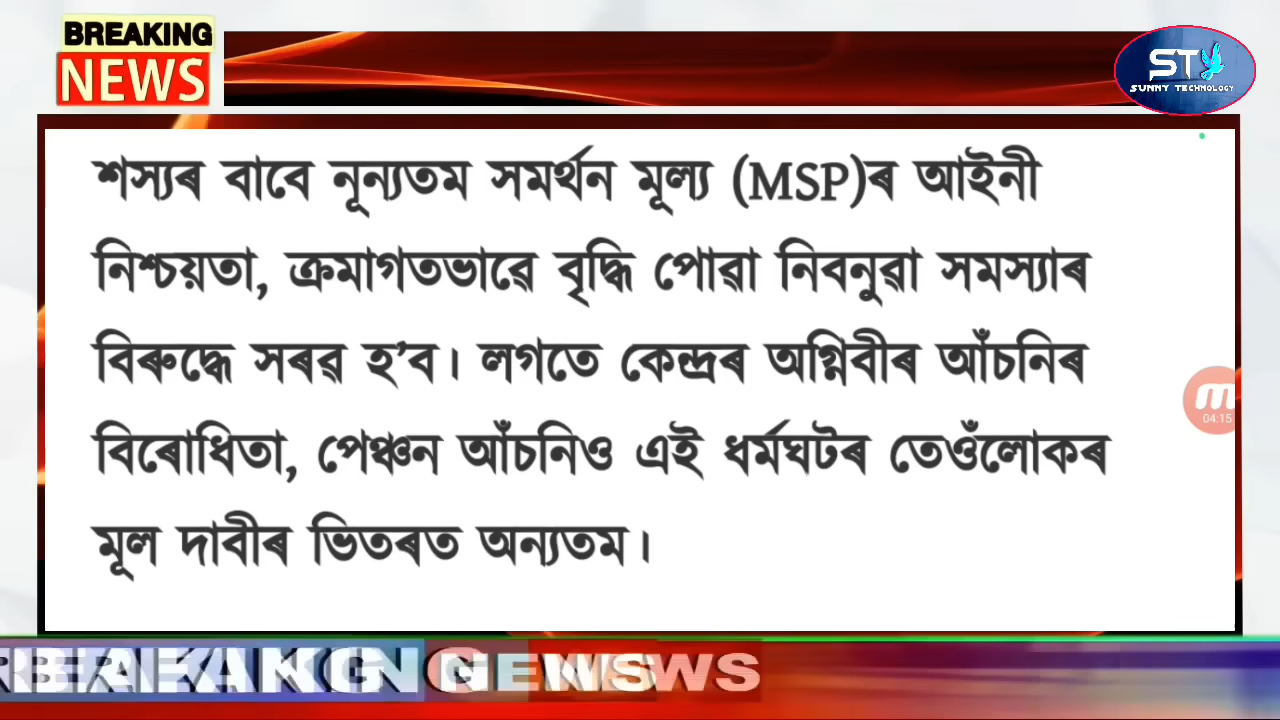 BREAKING
NEWS
ST
SUNNY TECHNOLOGY
শস্যৰ বাবে নূন্যতম সমৰ্থন মূল্য (MSP)ৰ আইনী
নিশ্চয়তা, ক্ৰমাগতভাৱে বৃদ্ধি পোৱা নিবনুৱা সমস্যাৰ
বিৰুদ্ধে সৰৱ হ’ব। লগতে কেন্দ্ৰৰ অগ্নিবীৰ আঁচনিৰ
বিৰোধিতা, পেঞ্চন আঁচনিও এই ধৰ্মঘটৰ তেওঁলোকৰ
মূল দাবীৰ ভিতৰত অন্যতম।
04:15